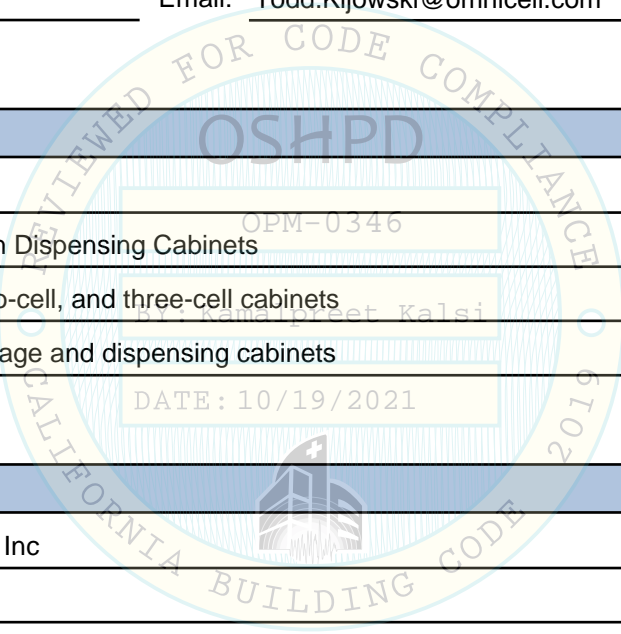 Email: Todd.Kijowski@omnicell.com
REVIEWED FOR CODE COMPLIANCE
OSHPD
OPM-0346
n Dispensing Cabinets
o-cell, and three-cell cabinets
BY: Kamalpreet Kalsi
age and dispensing cabinets
DATE: 10/19/2021
Inc
CALIFORNIA BUILDING CODE 2019